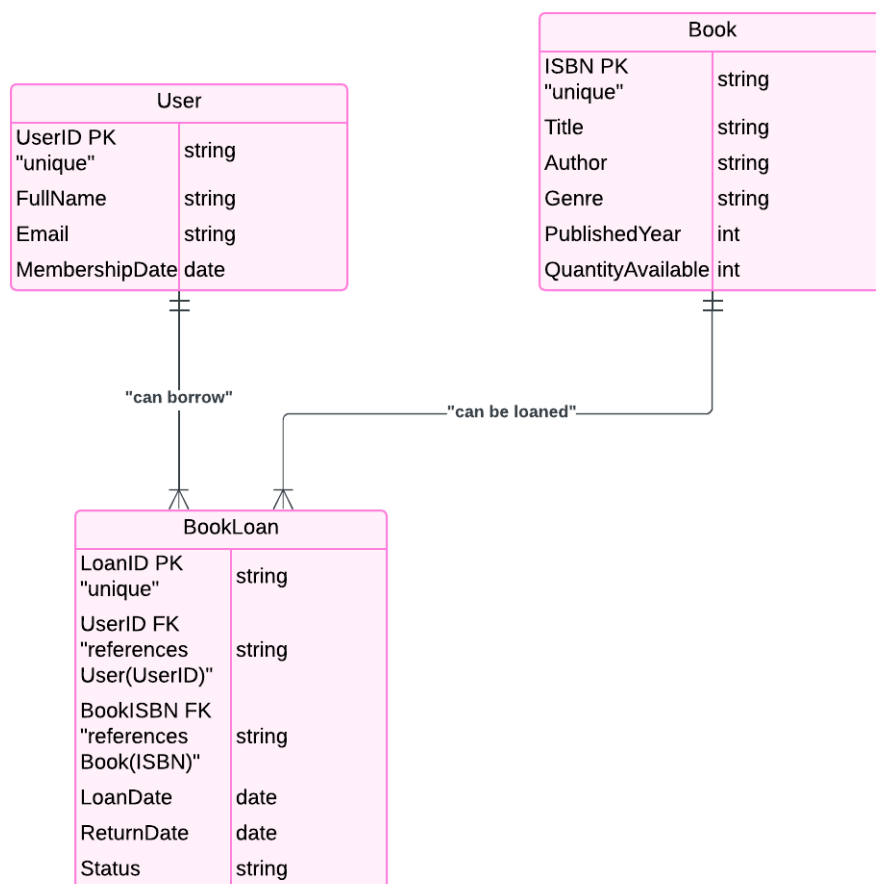 User
UserID PK
"unique"
string
FullName
string
Email
string
MembershipDate
date
Book
ISBN PK
"unique"
string
Title
string
Author
string
Genre
string
PublishedYear
int
QuantityAvailable
int
"can borrow"
"can be loaned"
BookLoan
LoanID PK
"unique"
string
UserID FK
"references
User(UserID)"
string
BookISBN FK
"references
Book(ISBN)"
string
LoanDate
date
ReturnDate
date
Status
string